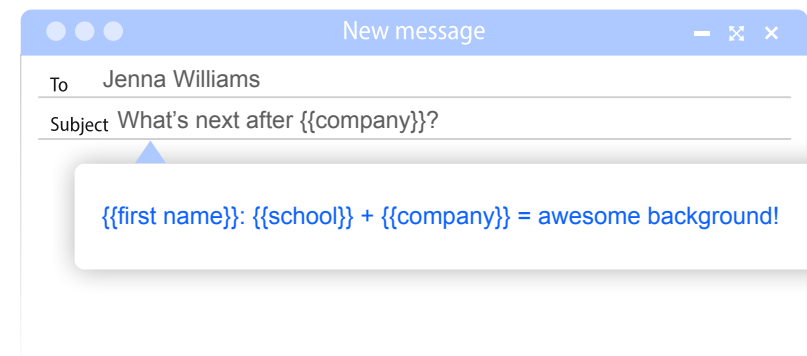 New message
To Jenna Williams
Subject What’s next after {{company}}?
{{first name}}: {{school}} + {{company}} = awesome background!